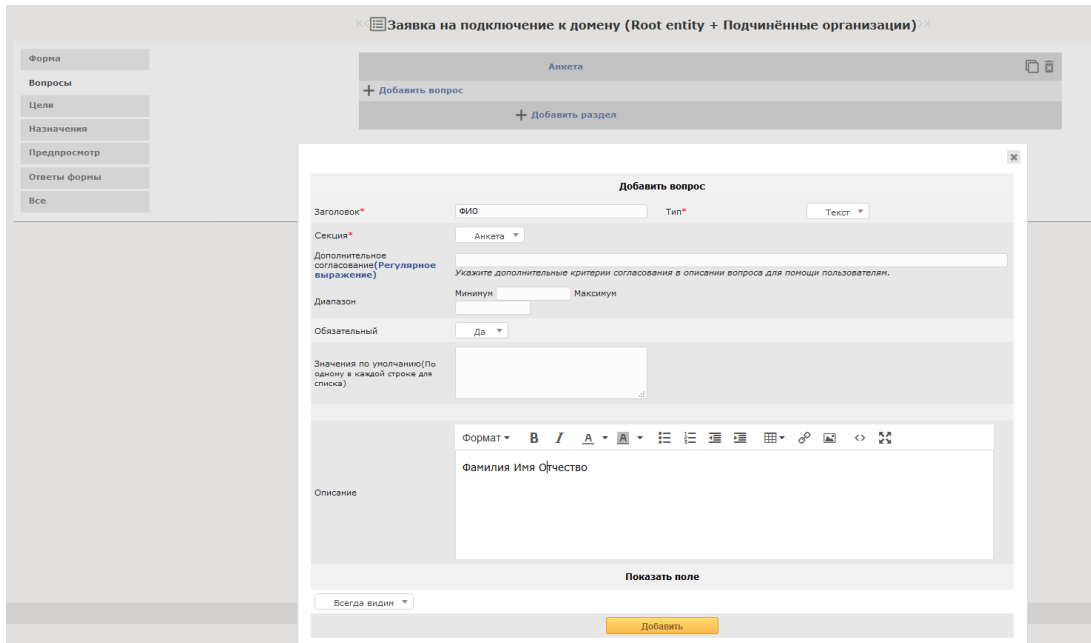 Заявка на подключение к домену (Root entity + Подчинённые организации)
Форма
Вопросы
Цели
Назначения
Предпросмотр
Ответы формы
Все
Анкета
Добавить вопрос
Добавить раздел
Добавить вопрос
Заголовок* ФИО Тип* Текст
Секция* Анкета
Дополнительное
согласование(Регулярное
выражение)
Укажите дополнительные критерии согласования в описании вопроса для помощи пользователям.
Диапазон
Минимум Максимум
Обязательный Да
Значения по умолчанию(По
одному в каждой строке для
списка)
Формат B I A A
Описание
Фамилия Имя Отчество
Показать поле
Всегда видим
Добавить